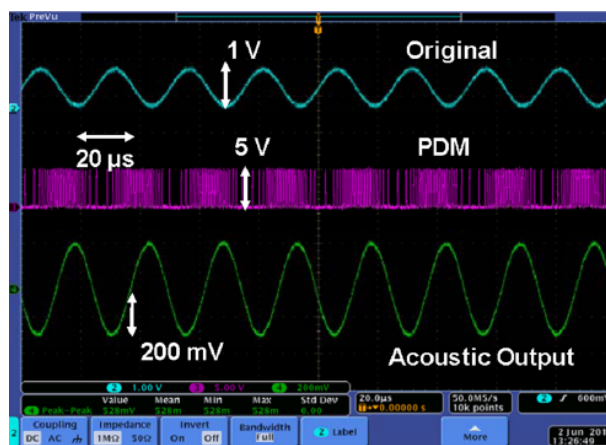 Tek PreVu
1 V
Original
20 µs
5 V
PDM
200 mV
Acoustic Output
2 1.00 V 3 5.00 V 4 200mV
Value Mean Min Max Std Dev
4 Peak-Peak 528mV 528m 528m 528m 0.00
20.0µs
0.00000 s
50.0MS/s
10k points
2 600mV
Coupling
DC AC
Impedance
1MΩ 50Ω
Invert
On Off
Bandwidth
Full
2 Label
More
2 Jun 201
13:26:49